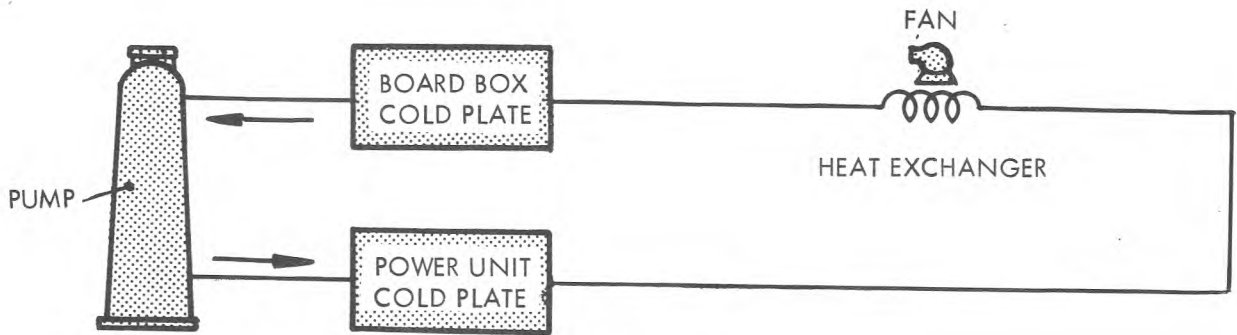 FAN
BOARD BOX
COLD PLATE
HEAT EXCHANGER
PUMP
POWER UNIT
COLD PLATE